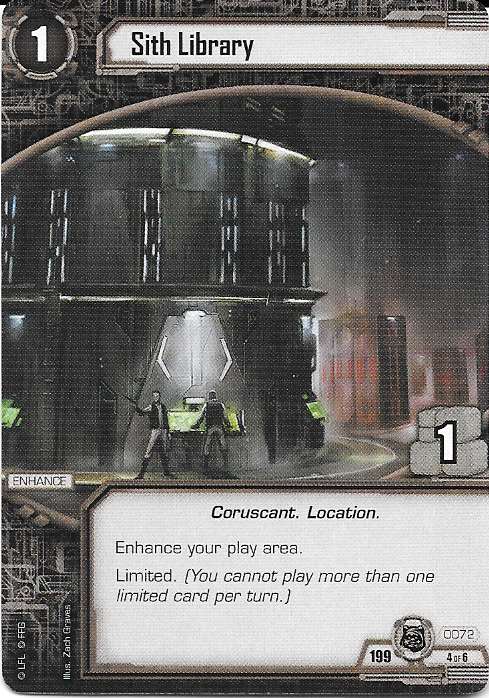 1
Sith Library
1
ENHANCE
Coruscant. Location.
Enhance your play area.
Limited. (You cannot play more than one
limited card per turn.)
© LFL © FFG
Illus. Zach Graves
0072
199
4 OF 6